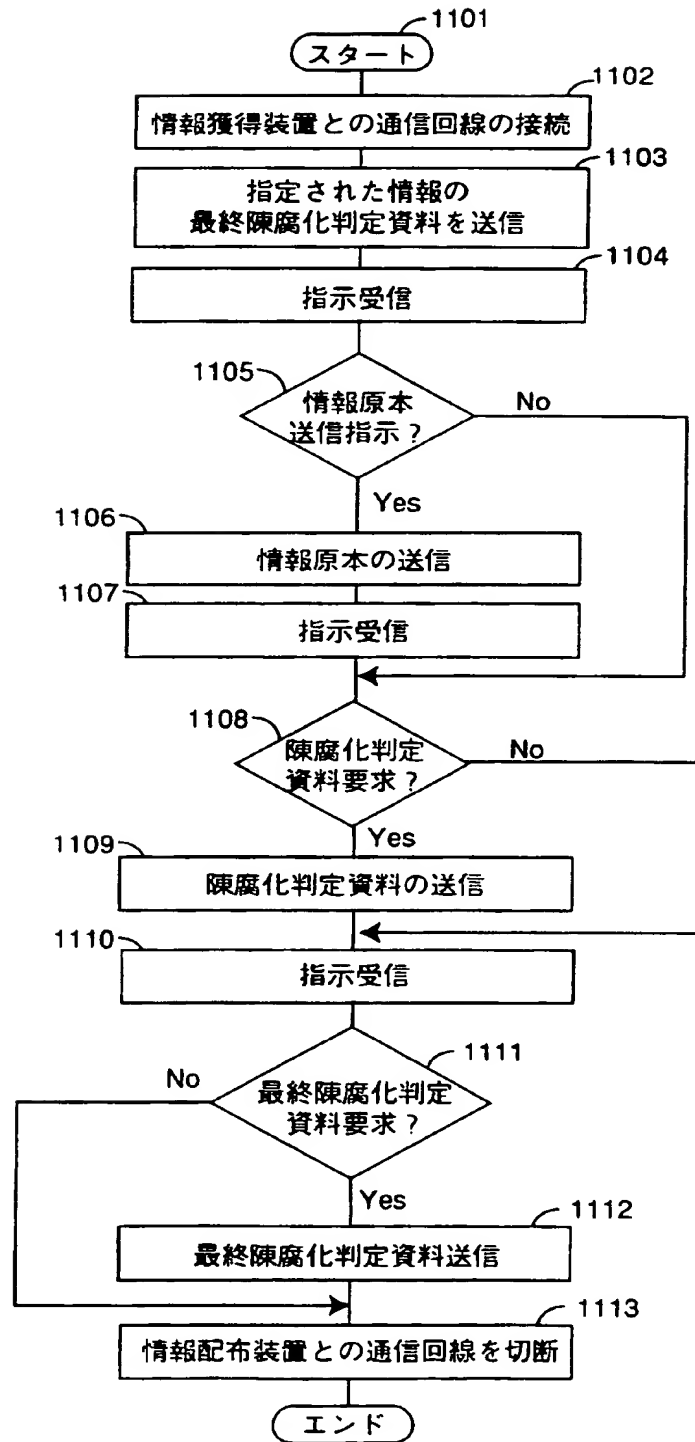 1101
スタート
1102
情報獲得装置との通信回線の接続
1103
指定された情報の
最終陳腐化判定資料を送信
1104
指示受信
1105
情報原本
送信指示？
No
Yes
1106
情報原本の送信
1107
指示受信
1108
陳腐化判定
資料要求？
No
Yes
1109
陳腐化判定資料の送信
1110
指示受信
1111
No
最終陳腐化判定
資料要求？
Yes
1112
最終陳腐化判定資料送信
1113
情報配布装置との通信回線を切断
エンド